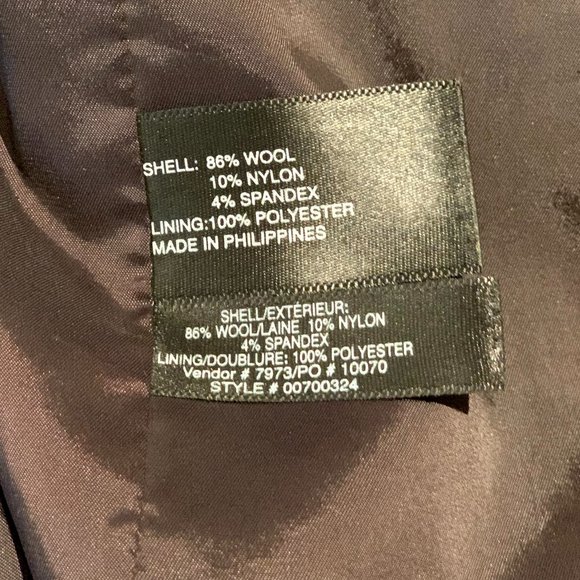 SHELL: 86% WOOL
10% NYLON
4% SPANDEX
LINING:100% POLYESTER
MADE IN PHILIPPINES
SHELL/EXTÉRIEUR:
86% WOOL/LAINE 10% NYLON
4% SPANDEX
LINING/DOUBLURE: 100% POLYESTER
Vendor # 7973/PO # 10070
STYLE # 00700324